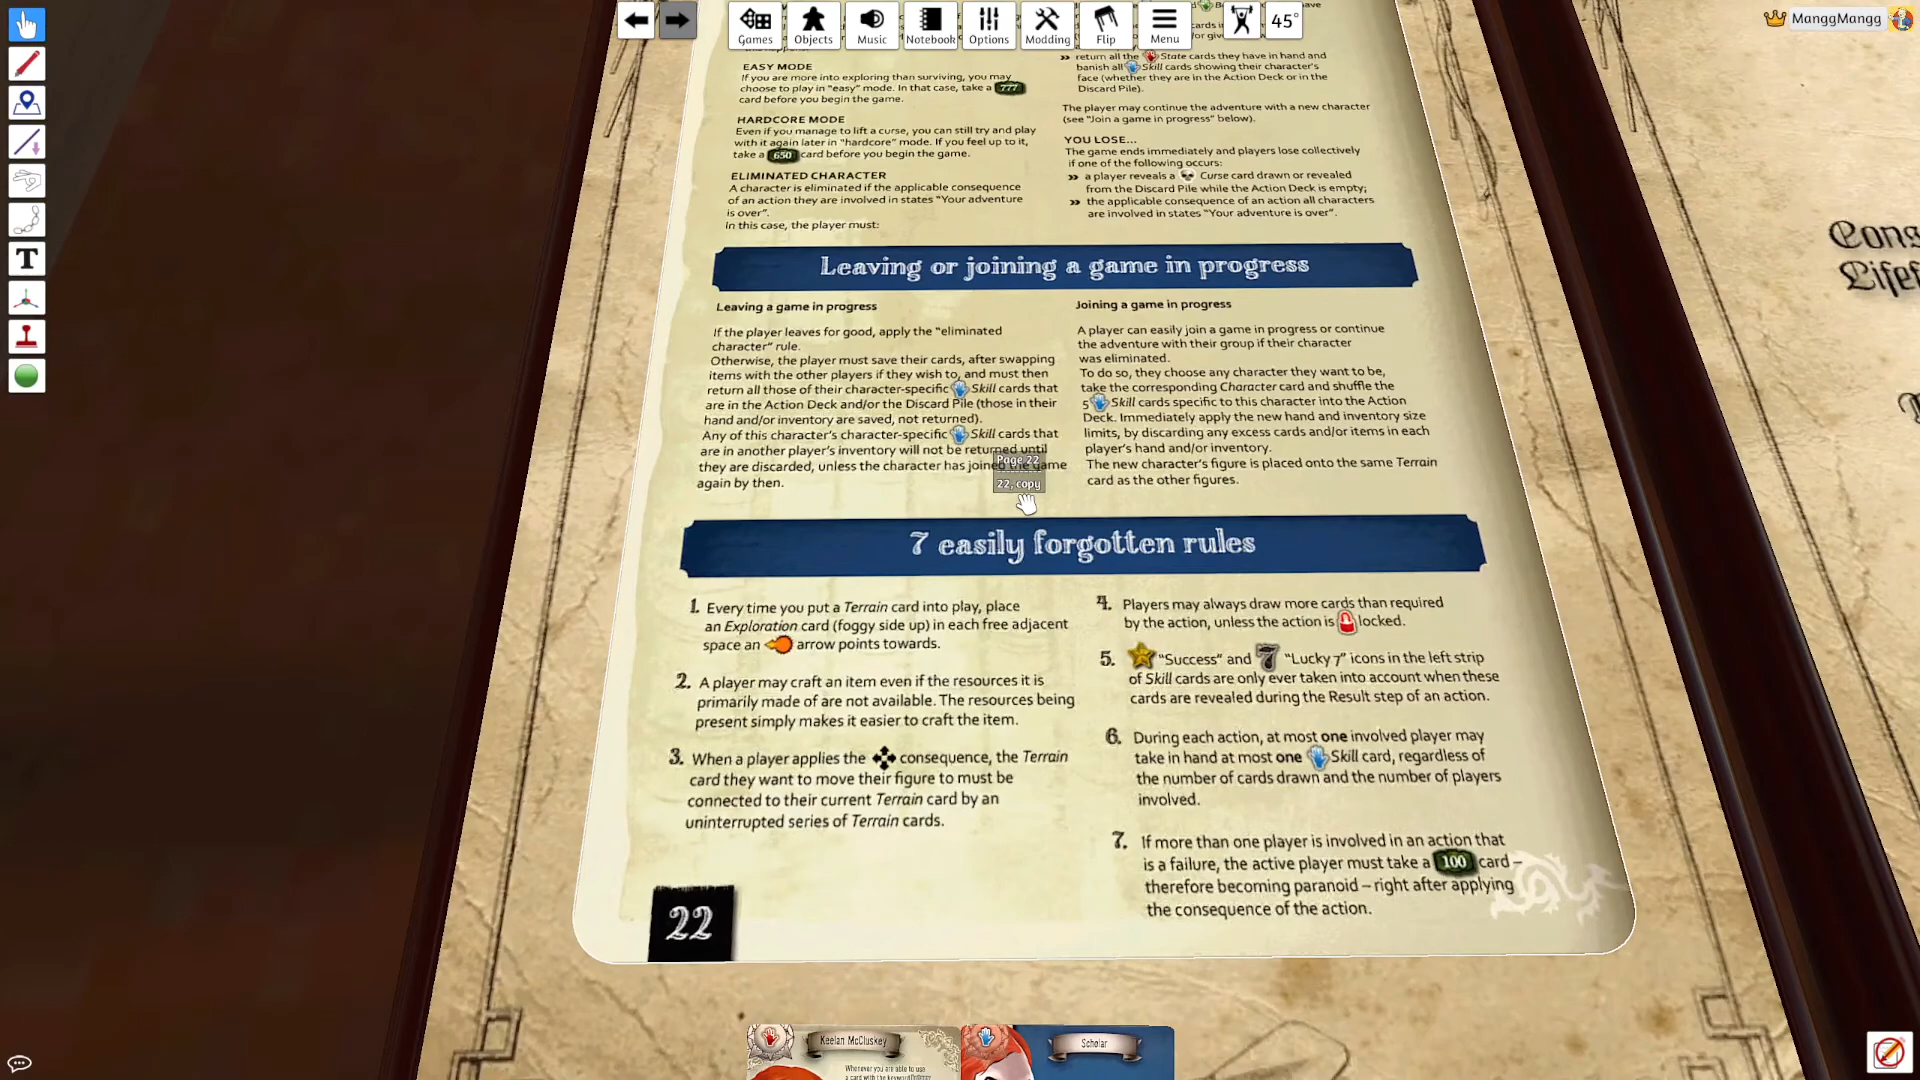 Games
Objects
Music
Notebook
Options
Modding
Flip
Menu
45°
ManggMangg
T
EASY MODE
If you are more into exploring than surviving, you may
choose to play in "easy" mode. In that case, take a 777
card before you begin the game.
HARDCORE MODE
Even if you manage to lift a curse, you can still try and play
with it again later in "hardcore" mode. If you feel up to it,
take a 650 card before you begin the game.
ELIMINATED CHARACTER
A character is eliminated if the applicable consequence
of an action they are involved in states "Your adventure
is over".
In this case, the player must:
» return all the State cards they have in hand and
banish all Skill cards showing their character's
face (whether they are in the Action Deck or in the
Discard Pile).
The player may continue the adventure with a new character
(see "Join a game in progress" below).
YOU LOSE...
The game ends immediately and players lose collectively
if one of the following occurs:
» a player reveals a Curse card drawn or revealed
from the Discard Pile while the Action Deck is empty;
» the applicable consequence of an action all characters
are involved in states "Your adventure is over".
Leaving or joining a game in progress
Leaving a game in progress
If the player leaves for good, apply the "eliminated
character" rule.
Otherwise, the player must save their cards, after swapping
items with the other players if they wish to, and must then
return all those of their character-specific Skill cards that
are in the Action Deck and/or the Discard Pile (those in their
hand and/or inventory are saved, not returned).
Any of this character's character-specific Skill cards that
are in another player's inventory will not be returned until
they are discarded, unless the character has joined the game
again by then.
Joining a game in progress
A player can easily join a game in progress or continue
the adventure with their group if their character
was eliminated.
To do so, they choose any character they want to be,
take the corresponding Character card and shuffle the
5 Skill cards specific to this character into the Action
Deck. Immediately apply the new hand and inventory size
limits, by discarding any excess cards and/or items in each
player's hand and/or inventory.
The new character's figure is placed onto the same Terrain
card as the other figures.
Page 22
22, copy
7 easily forgotten rules
1. Every time you put a Terrain card into play, place
an Exploration card (foggy side up) in each free adjacent
space an arrow points towards.
2. A player may craft an item even if the resources it is
primarily made of are not available. The resources being
present simply makes it easier to craft the item.
3. When a player applies the consequence, the Terrain
card they want to move their figure to must be
connected to their current Terrain card by an
uninterrupted series of Terrain cards.
4. Players may always draw more cards than required
by the action, unless the action is locked.
5. "Success" and 7 "Lucky 7" icons in the left strip
of Skill cards are only ever taken into account when these
cards are revealed during the Result step of an action.
6. During each action, at most one involved player may
take in hand at most one Skill card, regardless of
the number of cards drawn and the number of players
involved.
7. If more than one player is involved in an action that
is a failure, the active player must take a 100 card –
therefore becoming paranoid – right after applying
the consequence of the action.
22
Keelan McCluskey
Whenever you are able to use
Scholar